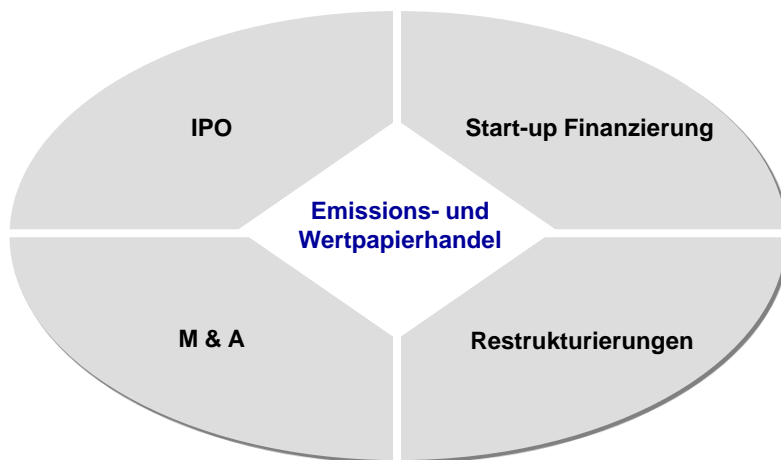 IPO
Start-up Finanzierung
Emissions- und
Wertpapierhandel
M & A
Restrukturierungen